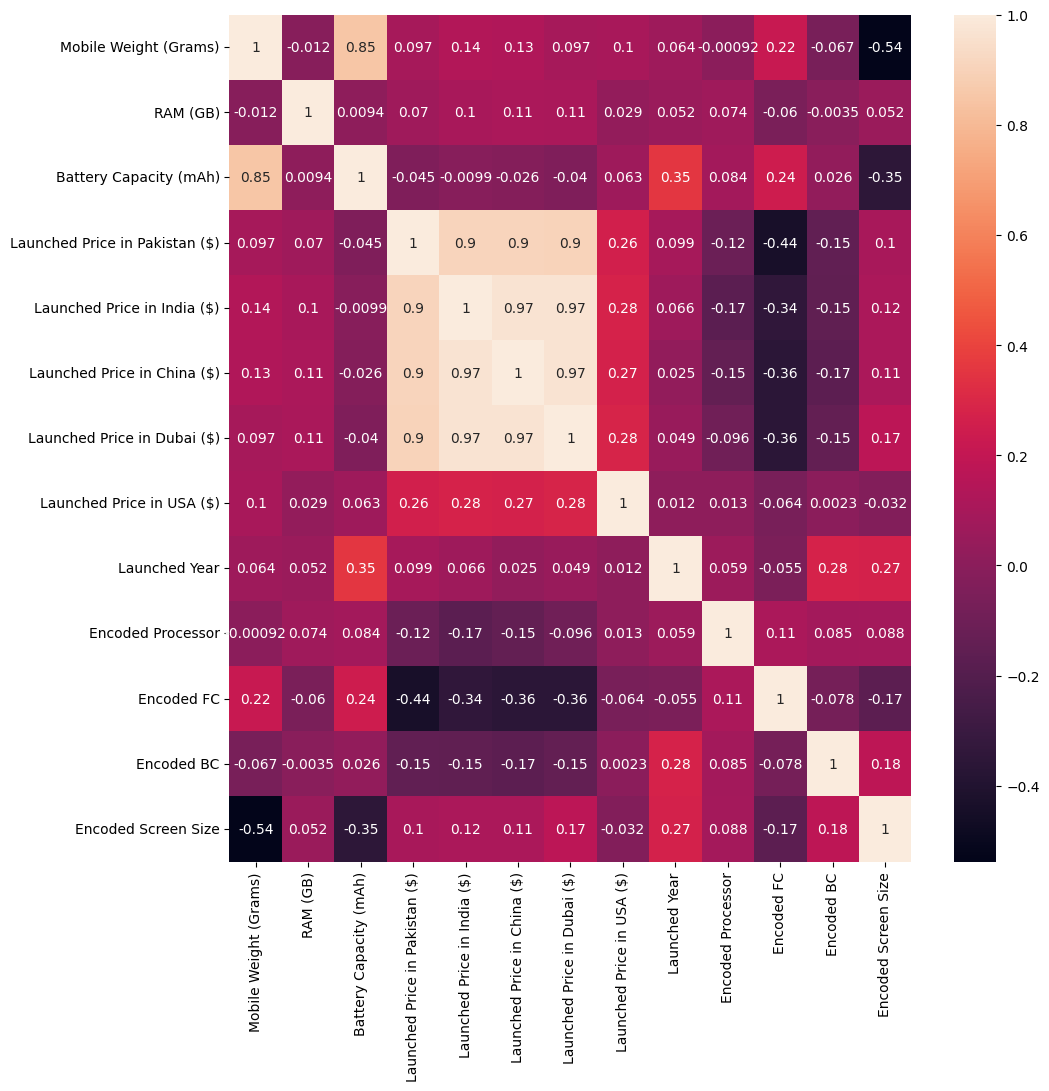 Mobile Weight (Grams) 1 -0.012 0.85 0.097 0.14 0.13 0.097 0.1 0.064 -0.00092 0.22 -0.067 -0.54
RAM (GB) -0.012 1 0.0094 0.07 0.1 0.11 0.11 0.029 0.052 0.074 -0.06 -0.0035 0.052
Battery Capacity (mAh) 0.85 0.0094 1 -0.045 -0.0099 -0.026 -0.04 0.063 0.35 0.084 0.24 0.026 -0.35
Launched Price in Pakistan ($) 0.097 0.07 -0.045 1 0.9 0.9 0.9 0.26 0.099 -0.12 -0.44 -0.15 0.1
Launched Price in India ($) 0.14 0.1 -0.0099 0.9 1 0.97 0.97 0.28 0.066 -0.17 -0.34 -0.15 0.12
Launched Price in China ($) 0.13 0.11 -0.026 0.9 0.97 1 0.97 0.27 0.025 -0.15 -0.36 -0.17 0.11
Launched Price in Dubai ($) 0.097 0.11 -0.04 0.9 0.97 0.97 1 0.28 0.049 -0.096 -0.36 -0.15 0.17
Launched Price in USA ($) 0.1 0.029 0.063 0.26 0.28 0.27 0.28 1 0.012 0.013 -0.064 0.0023 -0.032
Launched Year 0.064 0.052 0.35 0.099 0.066 0.025 0.049 0.012 1 0.059 -0.055 0.28 0.27
Encoded Processor -0.00092 0.074 0.084 -0.12 -0.17 -0.15 -0.096 0.013 0.059 1 0.11 0.085 0.088
Encoded FC 0.22 -0.06 0.24 -0.44 -0.34 -0.36 -0.36 -0.064 -0.055 0.11 1 -0.078 -0.17
Encoded BC -0.067 -0.0035 0.026 -0.15 -0.15 -0.17 -0.15 0.0023 0.28 0.085 -0.078 1 0.18
Encoded Screen Size -0.54 0.052 -0.35 0.1 0.12 0.11 0.17 -0.032 0.27 0.088 -0.17 0.18 1
Mobile Weight (Grams)
RAM (GB)
Battery Capacity (mAh)
Launched Price in Pakistan ($)
Launched Price in India ($)
Launched Price in China ($)
Launched Price in Dubai ($)
Launched Price in USA ($)
Launched Year
Encoded Processor
Encoded FC
Encoded BC
Encoded Screen Size
1.0
0.8
0.6
0.4
0.2
0.0
−0.2
−0.4